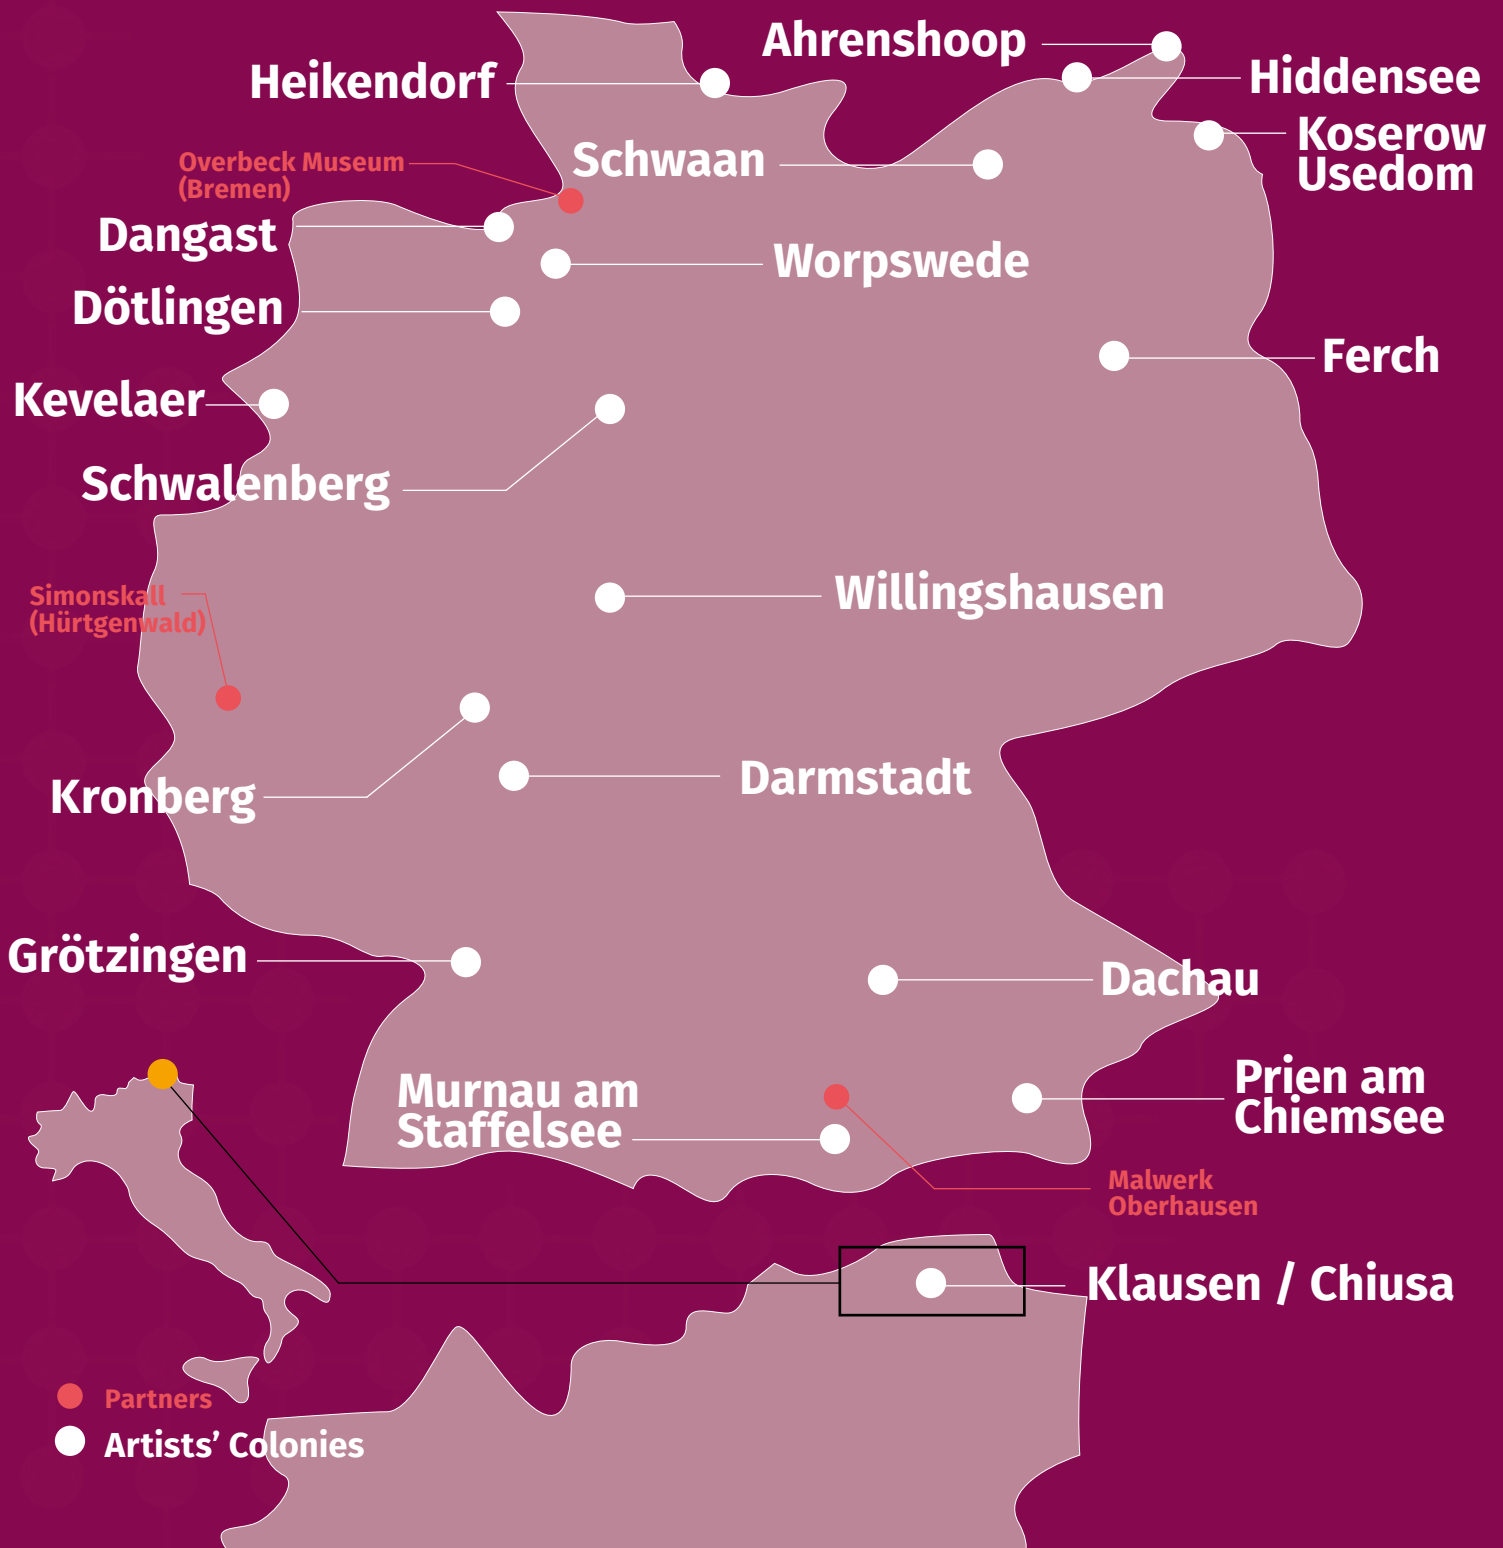 Ahrenshoop
Heikendorf
Hiddensee
Koserow
Usedom
Overbeck Museum
(Bremen)
Schwaan
Dangast
Worpswede
Dötlingen
Ferch
Kevelaer
Schwalenberg
Simonskall
(Hürtgenwald)
Willingshausen
Kronberg
Darmstadt
Grötzingen
Dachau
Murnau am
Staffelsee
Prien am
Chiemsee
Malwerk
Oberhausen
Klausen / Chiusa
Partners
Artists’ Colonies